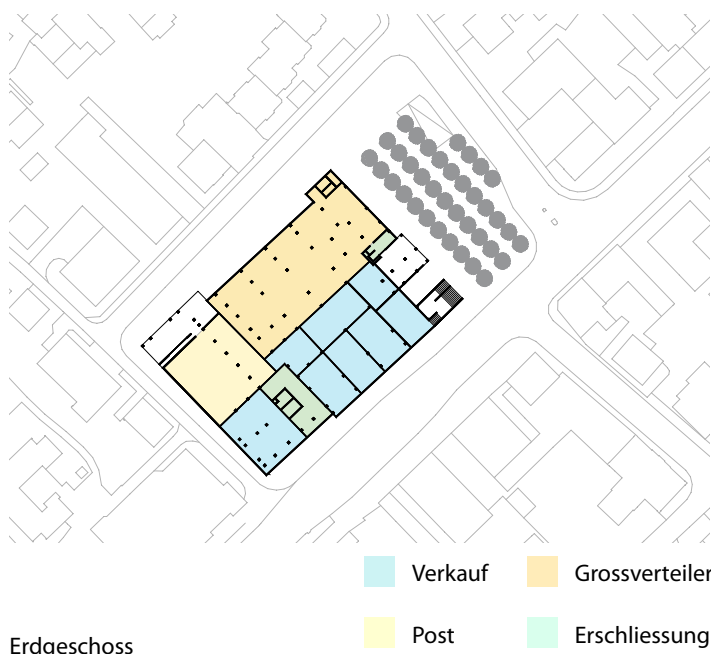 Verkauf
Grossverteiler
Post
Erschliessung
Erdgeschoss